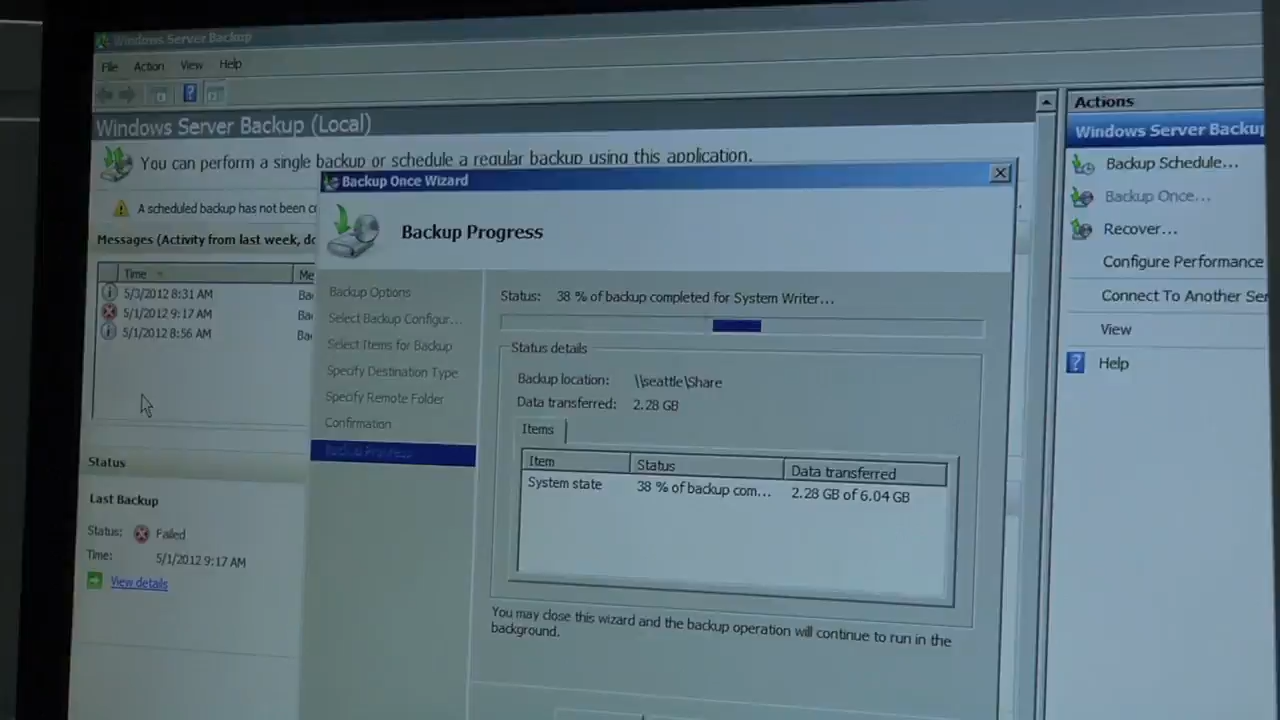 Windows Server Backup
File Action View Help
Windows Server Backup (Local)
You can perform a single backup or schedule a regular backup using this application.
A scheduled backup has not been
Messages (Activity from last week,
Time
5/3/2012 8:31 AM
5/1/2012 9:17 AM
5/1/2012 8:56 AM
Status
Last Backup
Status: Failed
Time: 5/1/2012 9:17 AM
View details
Backup Once Wizard
Backup Progress
Backup Options
Select Backup Configur...
Select Items for Backup
Specify Destination Type
Specify Remote Folder
Confirmation
Backup Progress
Status: 38 % of backup completed for System Writer...
Status details
Backup location: \\seattle\Share
Data transferred: 2.28 GB
Items
Item Status Data transferred
System state 38 % of backup com... 2.28 GB of 6.04 GB
You may close this wizard and the backup operation will continue to run in the
background.
Actions
Windows Server Backup
Backup Schedule...
Backup Once...
Recover...
Configure Performance
Connect To Another Ser
View
Help